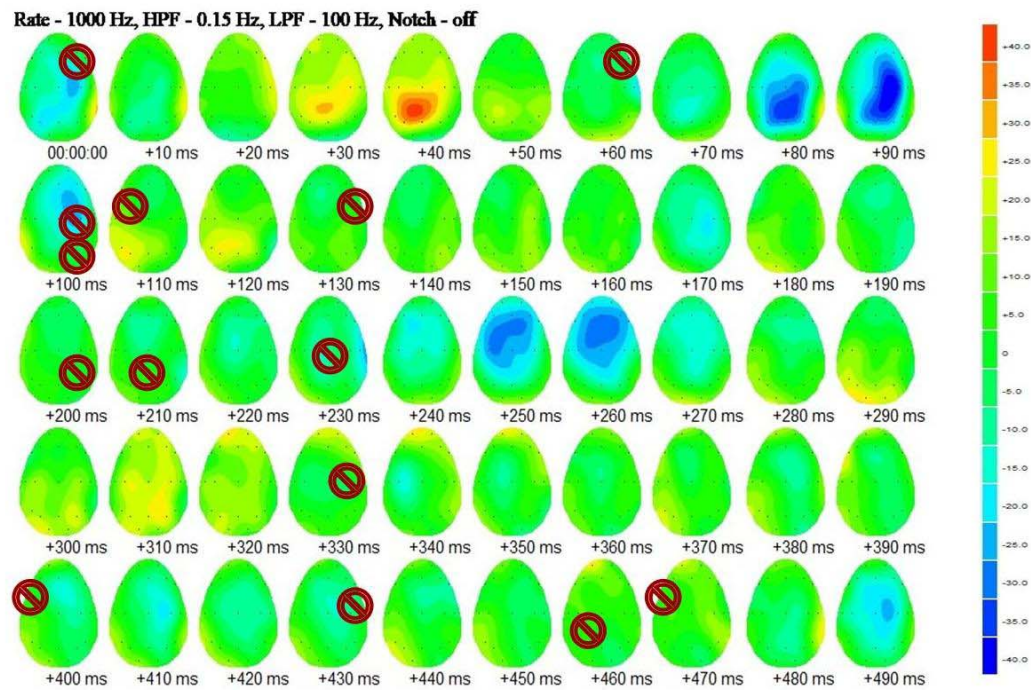 Rate - 1000 Hz, HPF - 0.15 Hz, LPF - 100 Hz, Notch - off
00:00:00 +10 ms +20 ms +30 ms +40 ms +50 ms +60 ms +70 ms +80 ms +90 ms
+100 ms +110 ms +120 ms +130 ms +140 ms +150 ms +160 ms +170 ms +180 ms +190 ms
+200 ms +210 ms +220 ms +230 ms +240 ms +250 ms +260 ms +270 ms +280 ms +290 ms
+300 ms +310 ms +320 ms +330 ms +340 ms +350 ms +360 ms +370 ms +380 ms +390 ms
+400 ms +410 ms +420 ms +430 ms +440 ms +450 ms +460 ms +470 ms +480 ms +490 ms
+40.0
+35.0
+30.0
+25.0
+20.0
+15.0
+10.0
+5.0
0
-5.0
-10.0
-15.0
-20.0
-25.0
-30.0
-35.0
-40.0